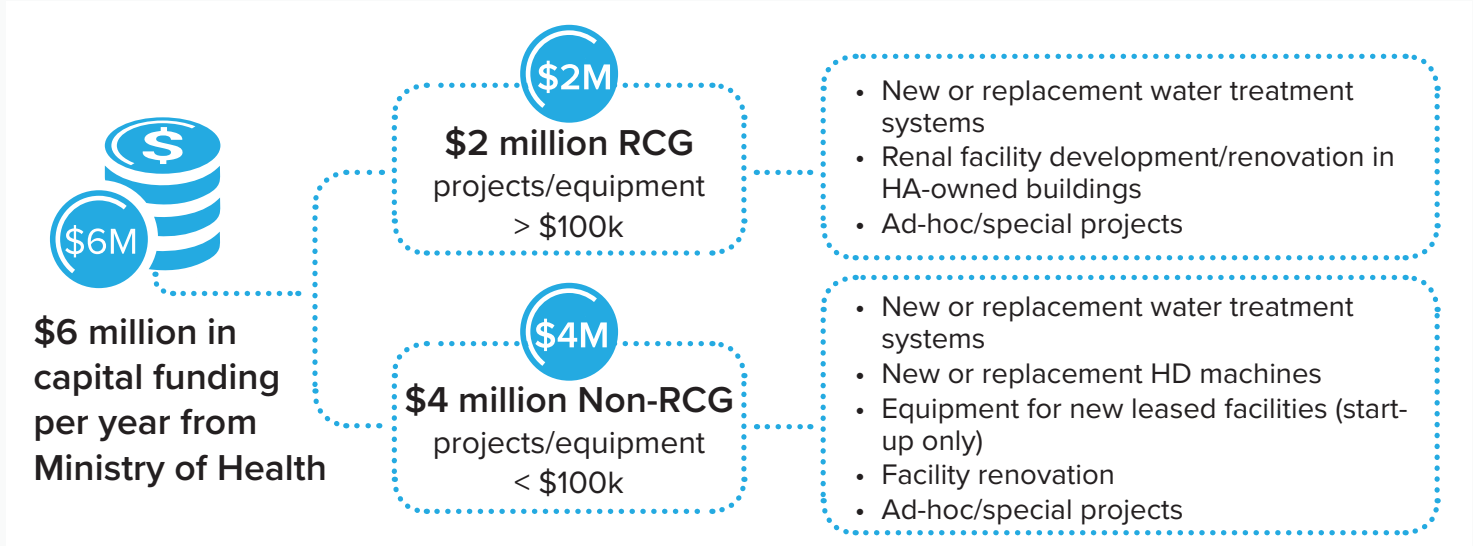 $
$6M
$6 million in
capital funding
per year from
Ministry of Health
$2M
$2 million RCG
projects/equipment
> $100k
• New or replacement water treatment
systems
• Renal facility development/renovation in
HA-owned buildings
• Ad-hoc/special projects
$4M
$4 million Non-RCG
projects/equipment
< $100k
• New or replacement water treatment
systems
• New or replacement HD machines
• Equipment for new leased facilities (start-
up only)
• Facility renovation
• Ad-hoc/special projects